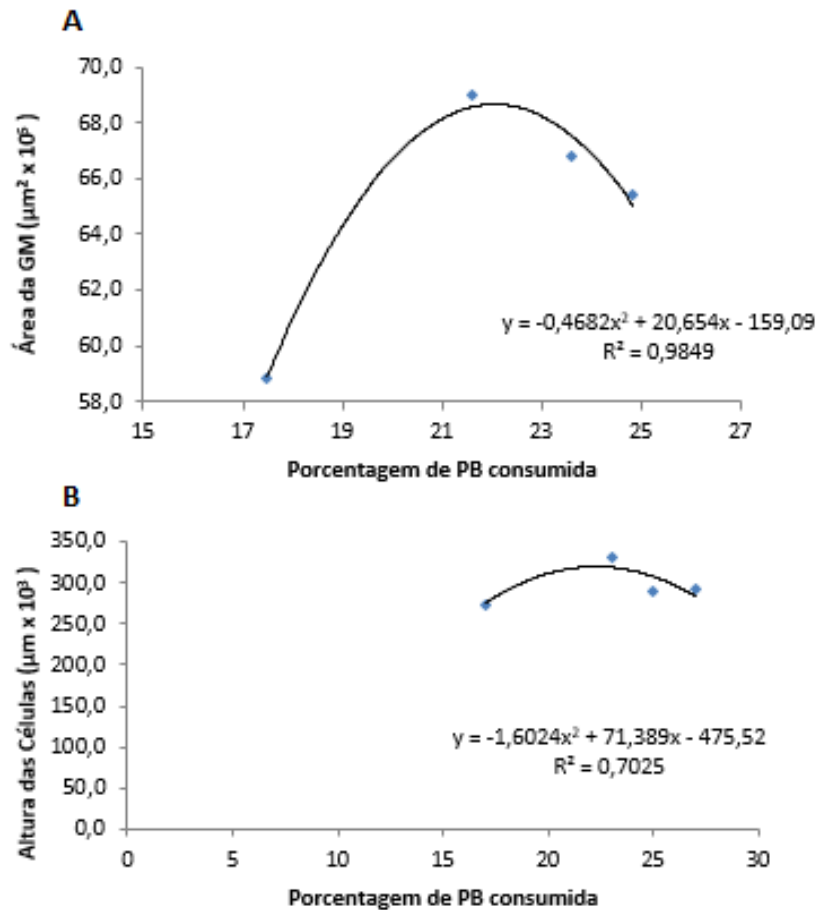 A
Área da GM (µm² x 10⁵)
70,0
68,0
66,0
64,0
62,0
60,0
58,0
y = -0,4682x² + 20,654x - 159,09
R² = 0,9849
15 17 19 21 23 25 27
Porcentagem de PB consumida
B
Altura das Células (µm x 10³)
350,0
300,0
250,0
200,0
150,0
100,0
50,0
0,0
y = -1,6024x² + 71,389x - 475,52
R² = 0,7025
0 5 10 15 20 25 30
Porcentagem de PB consumida